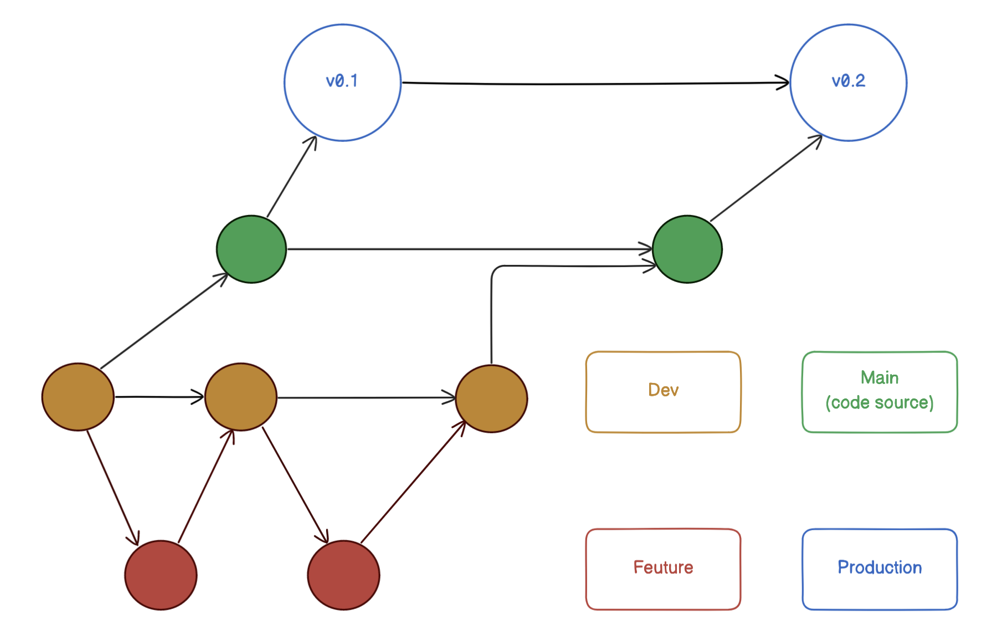 v0.1
v0.2
Dev
Main
(code source)
Feuture
Production